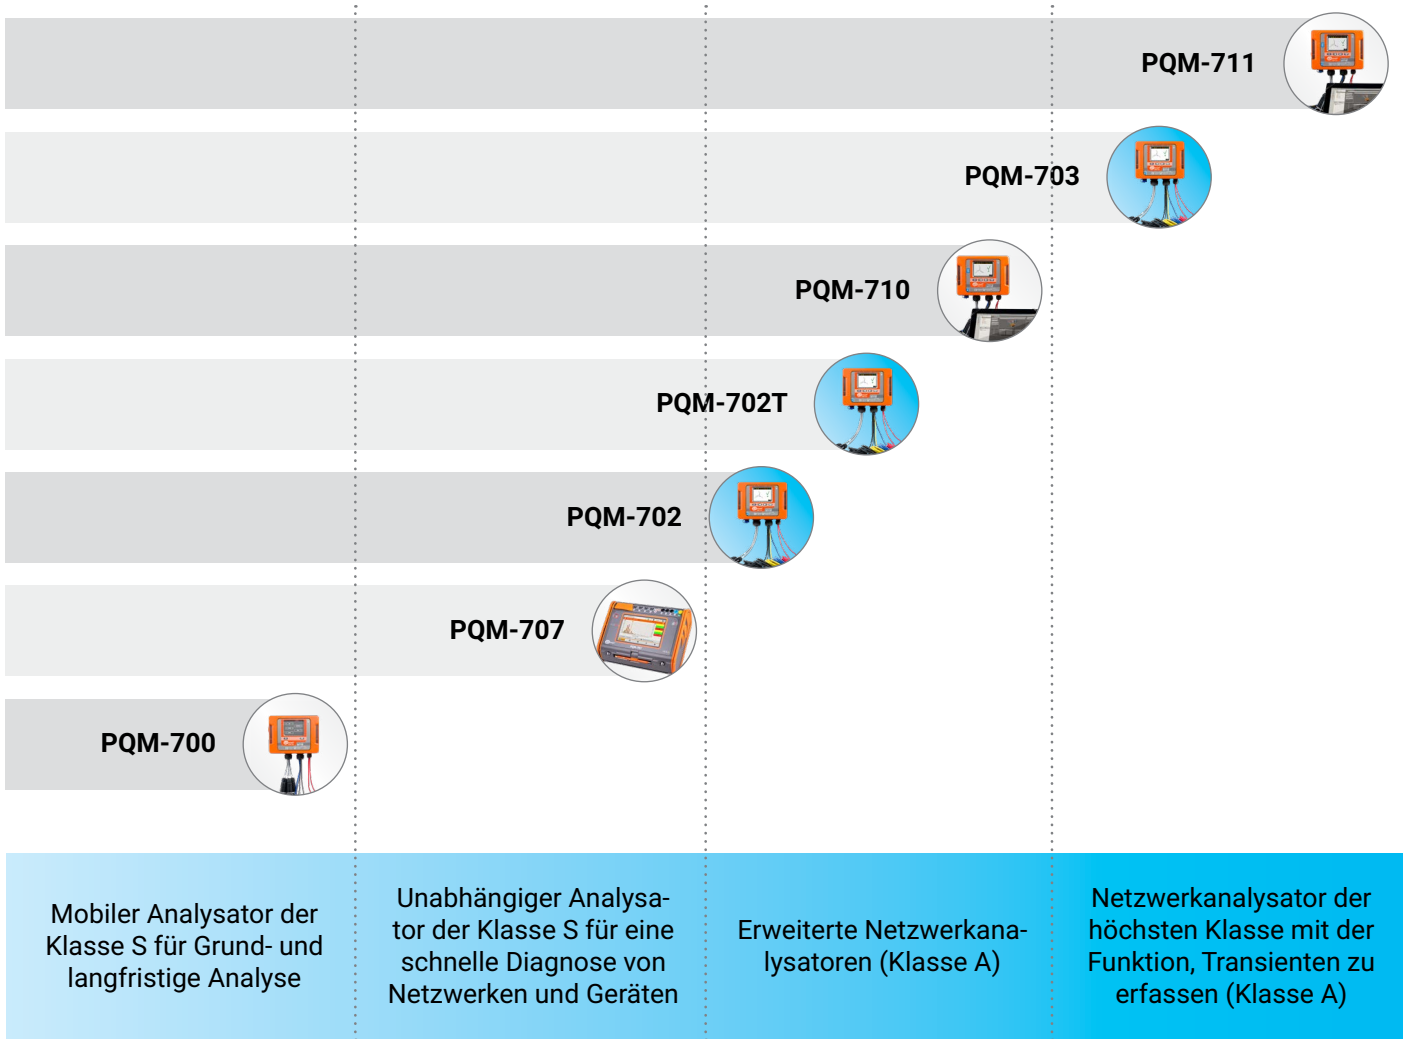 PQM-711
PQM-703
PQM-710
PQM-702T
PQM-702
PQM-707
PQM-700
Mobiler Analysator der
Klasse S für Grund- und
langfristige Analyse
Unabhängiger Analysa-
tor der Klasse S für eine
schnelle Diagnose von
Netzwerken und Geräten
Erweiterte Netzwerkana-
lysatoren (Klasse A)
Netzwerkanalysator der
höchsten Klasse mit der
Funktion, Transienten zu
erfassen (Klasse A)